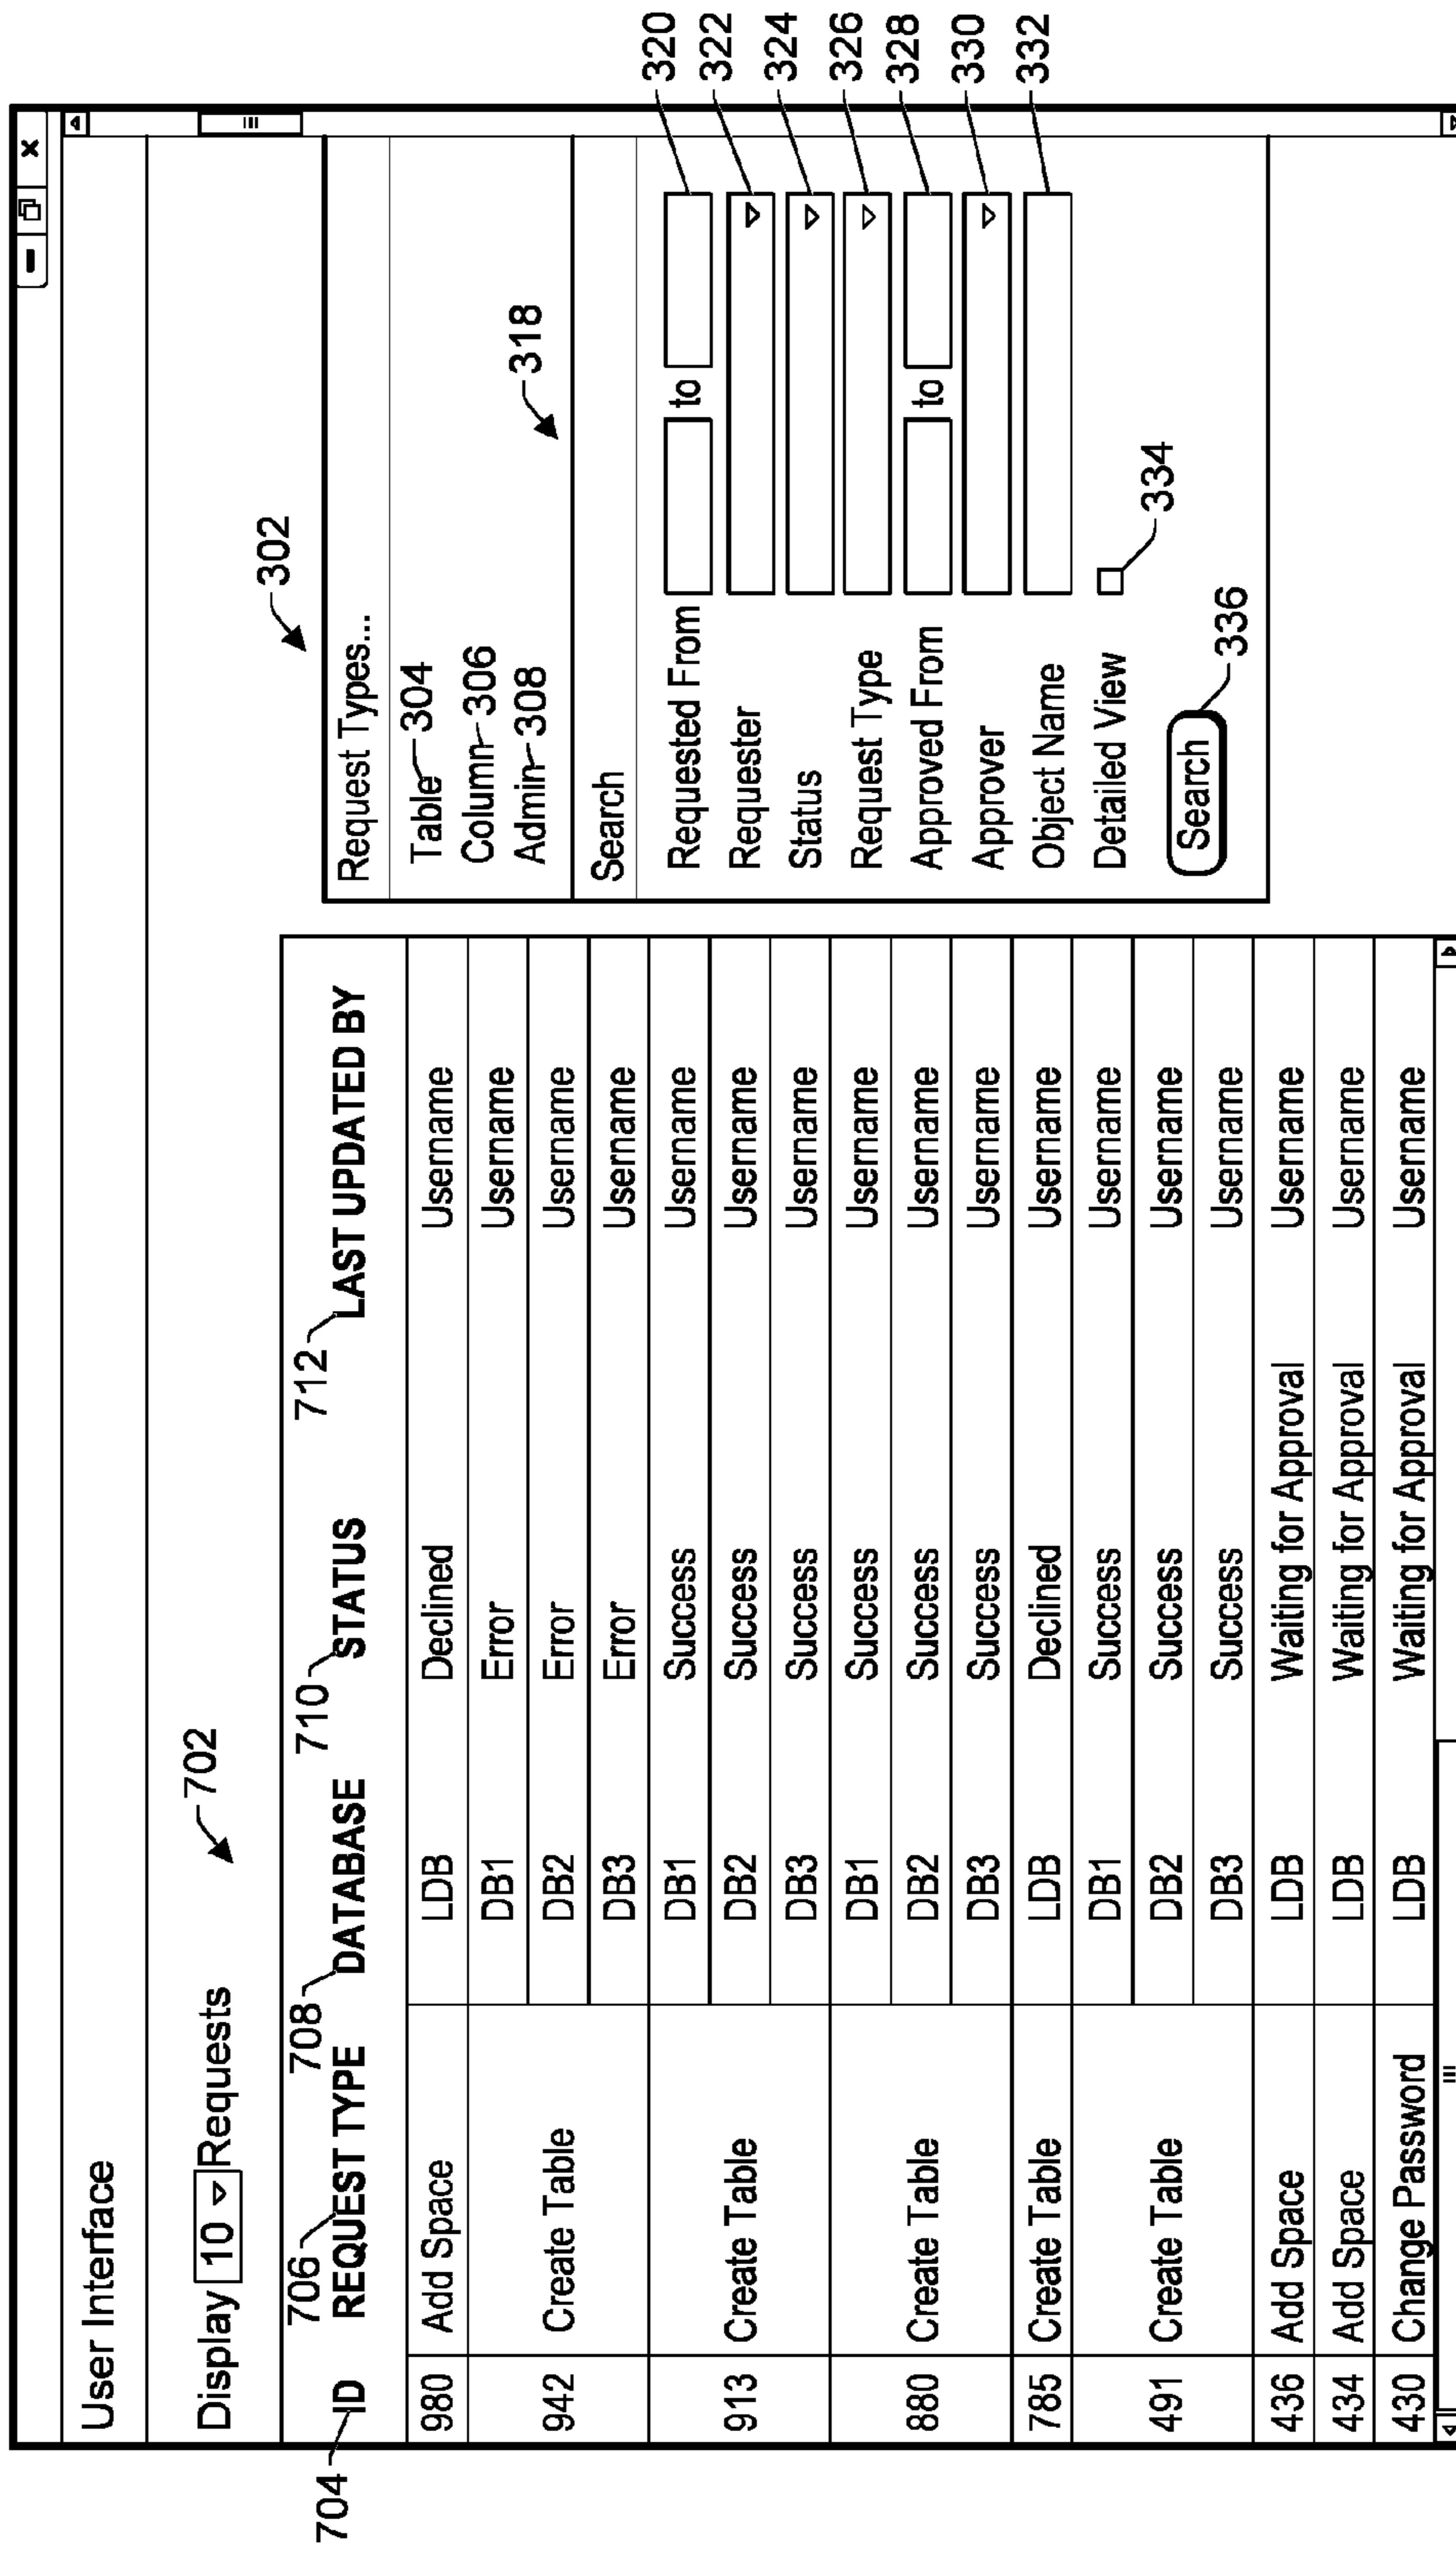 User Interface
Display 10 Requests
702
302
704 706 708 710 712
ID REQUEST TYPE DATABASE STATUS LAST UPDATED BY
980 Add Space LDB Declined Username
DB1 Error Username
942 Create Table DB2 Error Username
DB3 Error Username
DB1 Success Username
913 Create Table DB2 Success Username
DB3 Success Username
DB1 Success Username
880 Create Table DB2 Success Username
DB3 Success Username
785 Create Table LDB Declined Username
DB1 Success Username
491 Create Table DB2 Success Username
DB3 Success Username
436 Add Space LDB Waiting for Approval Username
434 Add Space LDB Waiting for Approval Username
430 Change Password LDB Waiting for Approval Username
Request Types...
Table 304
Column 306
Admin 308
318
Search
Requested From to 320
Requester 322
Status 324
Request Type 326
Approved From to 328
Approver 330
Object Name 332
Detailed View 334
Search 336